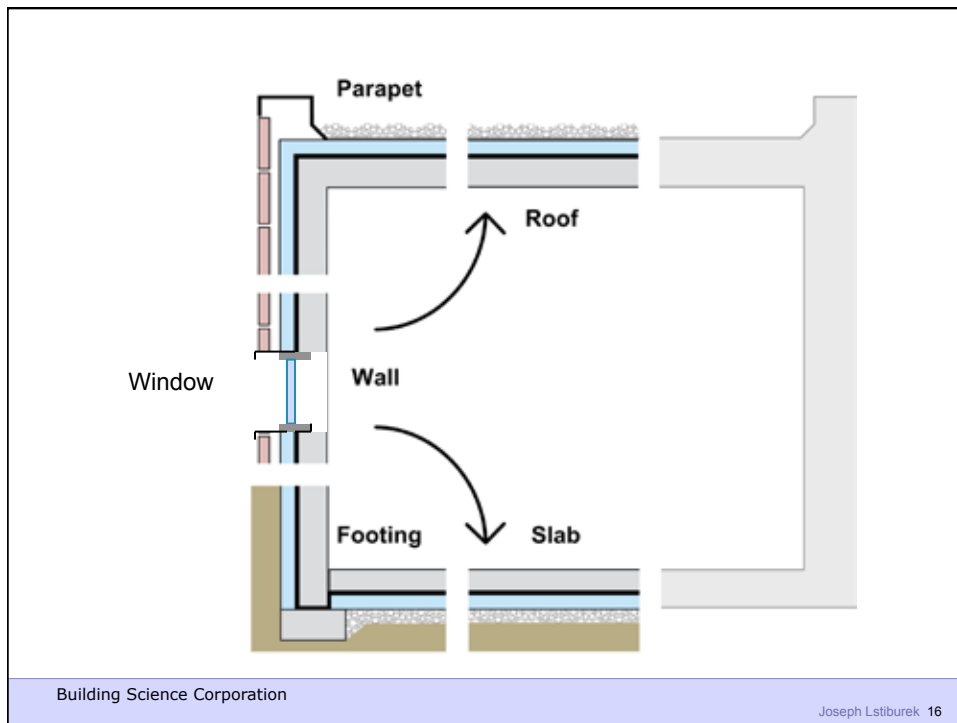 Parapet
Roof
Window
Wall
Footing
Slab
Building Science Corporation
Joseph Lstiburek 16